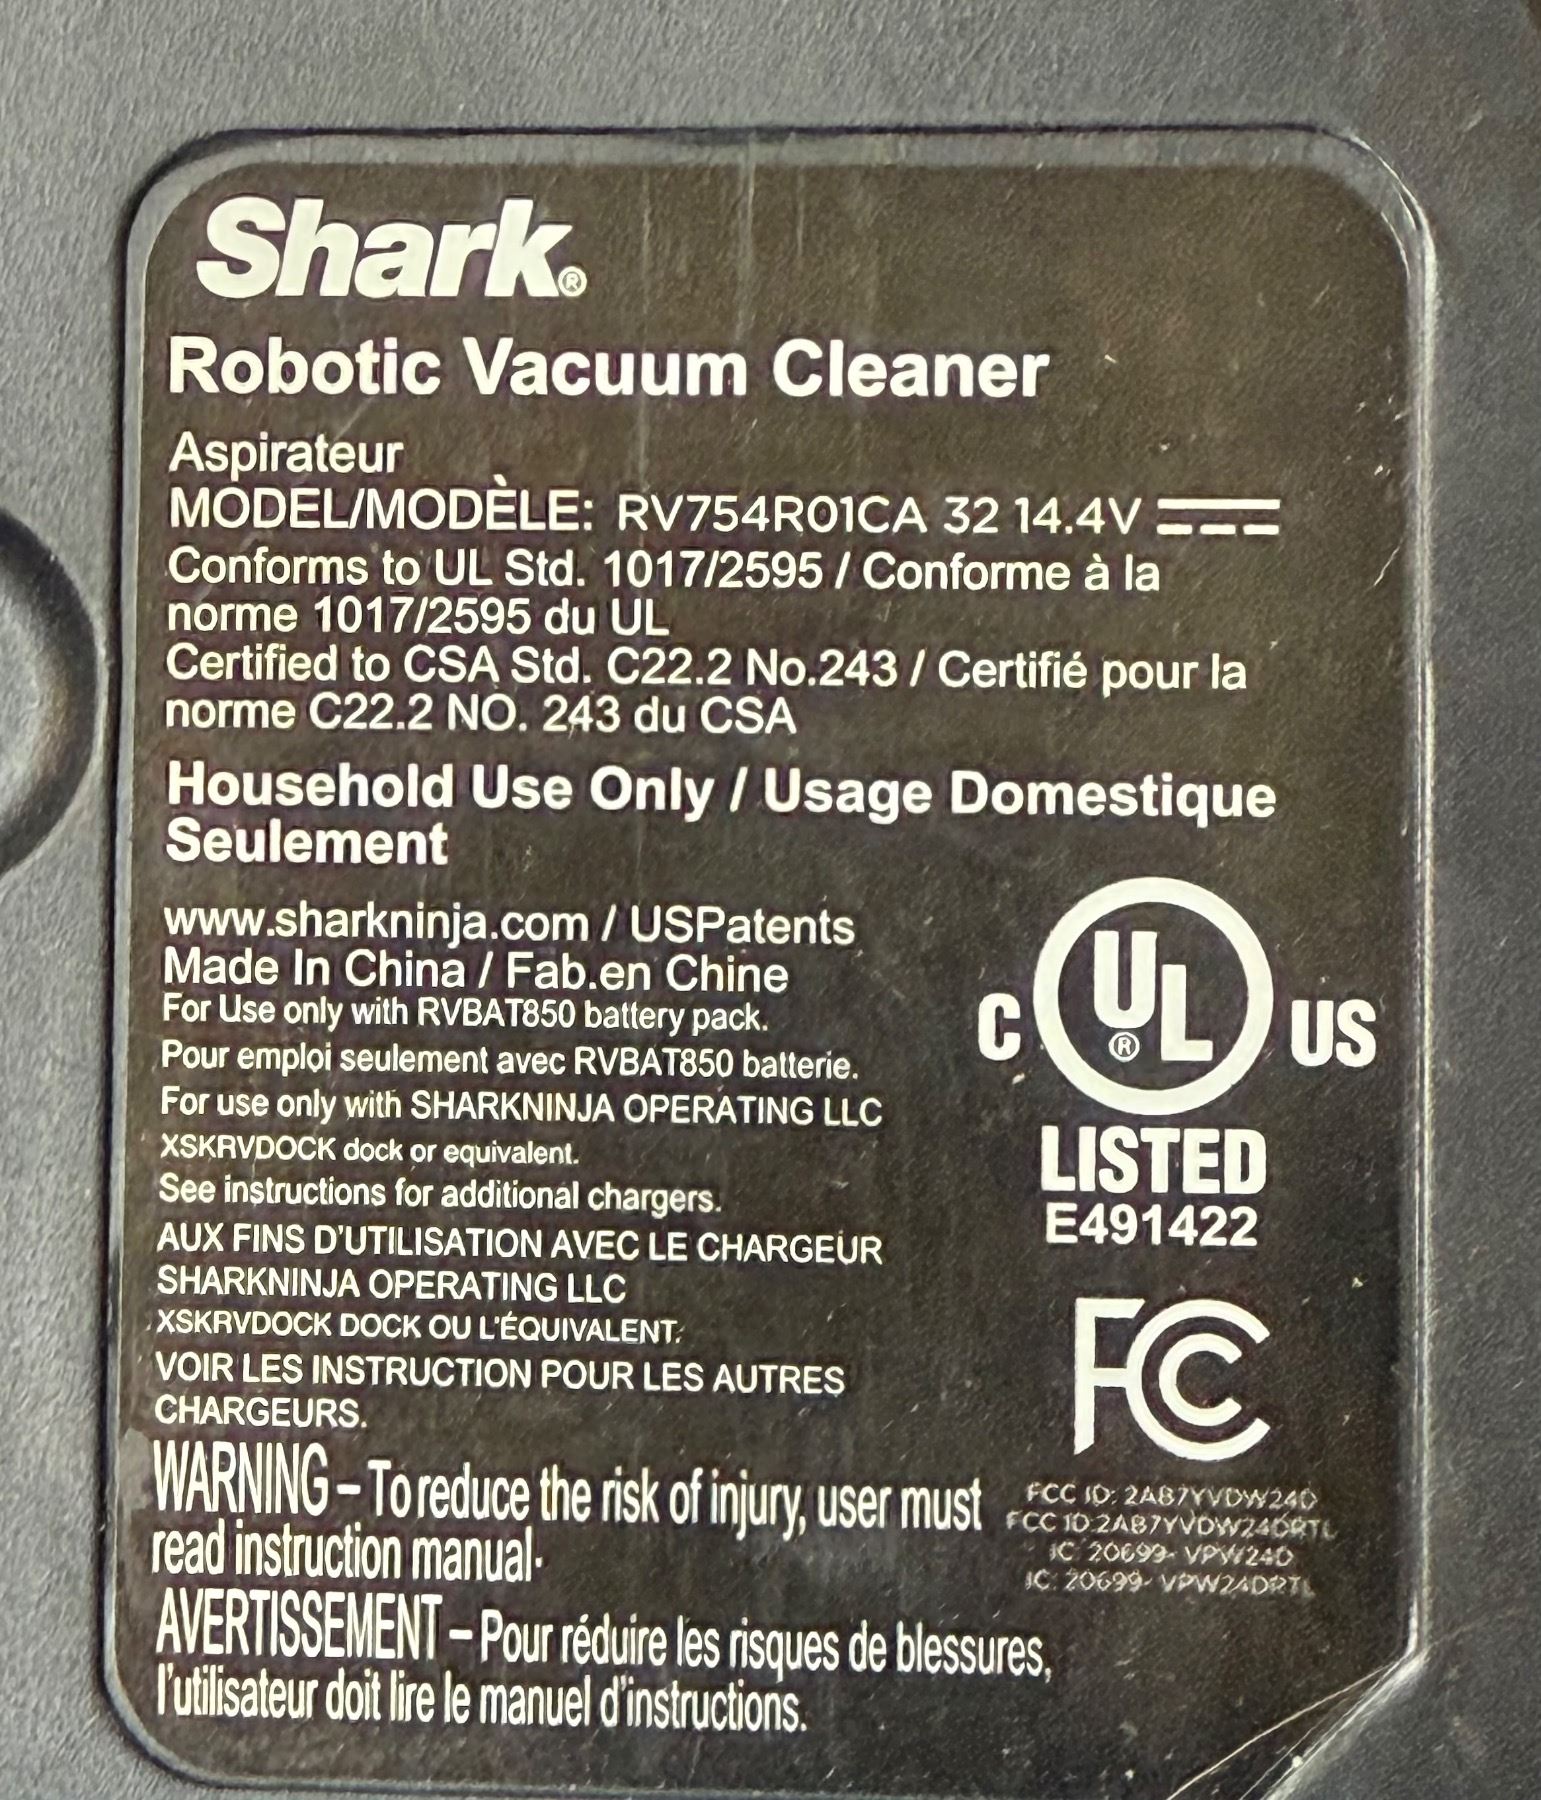 Shark®
Robotic Vacuum Cleaner
Aspirateur
MODEL/MODÈLE: RV754R01CA 32 14.4V
Conforms to UL Std. 1017/2595 / Conforme à la
norme 1017/2595 du UL
Certified to CSA Std. C22.2 No.243 / Certifié pour la
norme C22.2 NO. 243 du CSA
Household Use Only / Usage Domestique
Seulement
www.sharkninja.com / USPatents
Made In China / Fab.en Chine
For Use only with RVBAT850 battery pack.
Pour emploi seulement avec RVBAT850 batterie.
For use only with SHARKNINJA OPERATING LLC
XSKRVDOCK dock or equivalent.
See instructions for additional chargers.
AUX FINS D'UTILISATION AVEC LE CHARGEUR
SHARKNINJA OPERATING LLC
XSKRVDOCK DOCK OU L'ÉQUIVALENT.
VOIR LES INSTRUCTION POUR LES AUTRES
CHARGEURS.
WARNING – To reduce the risk of injury, user must
read instruction manual.
AVERTISSEMENT – Pour réduire les risques de blessures,
l'utilisateur doit lire le manuel d'instructions.
C UL® US
LISTED
E491422
FC
FCC ID: 2AB7YVDW24D
FCC ID:2AB7YVDW24DRTL
IC: 20699- VPW24D
IC: 20699- VPW24DRTL